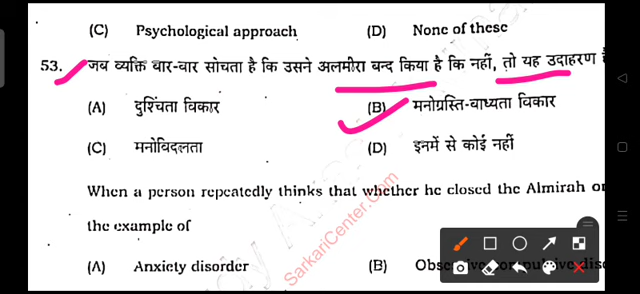 (C) Psychological approach (D) None of these
53. जब व्यक्ति बार-बार सोचता है कि उसने अलमीरा बन्द किया है कि नहीं, तो यह उदाहरण है
(A) दुश्चिंता विकार (B) मनोग्रस्ति-बाध्यता विकार
(C) मनोविदलता (D) इनमें से कोई नहीं
When a person repeatedly thinks that whether he closed the Almirah or
the example of
(A) Anxiety disorder (B)
SarkariCenter.Com